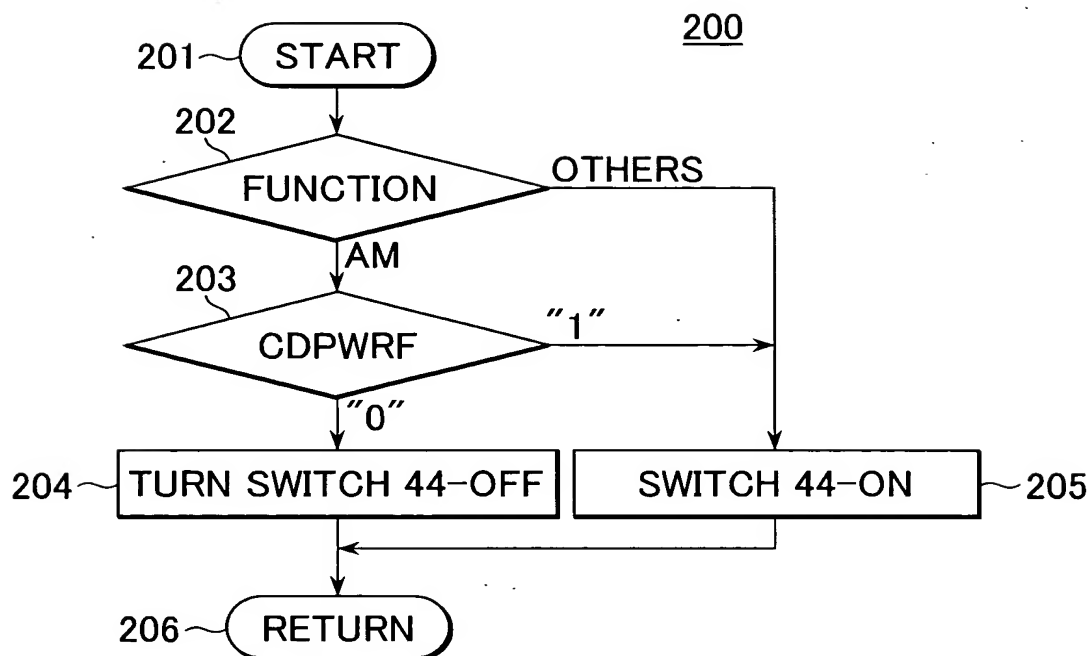 200
201 START
202
FUNCTION OTHERS
AM
203
CDPWRF "1"
"0"
204 TURN SWITCH 44-OFF SWITCH 44-ON 205
206 RETURN